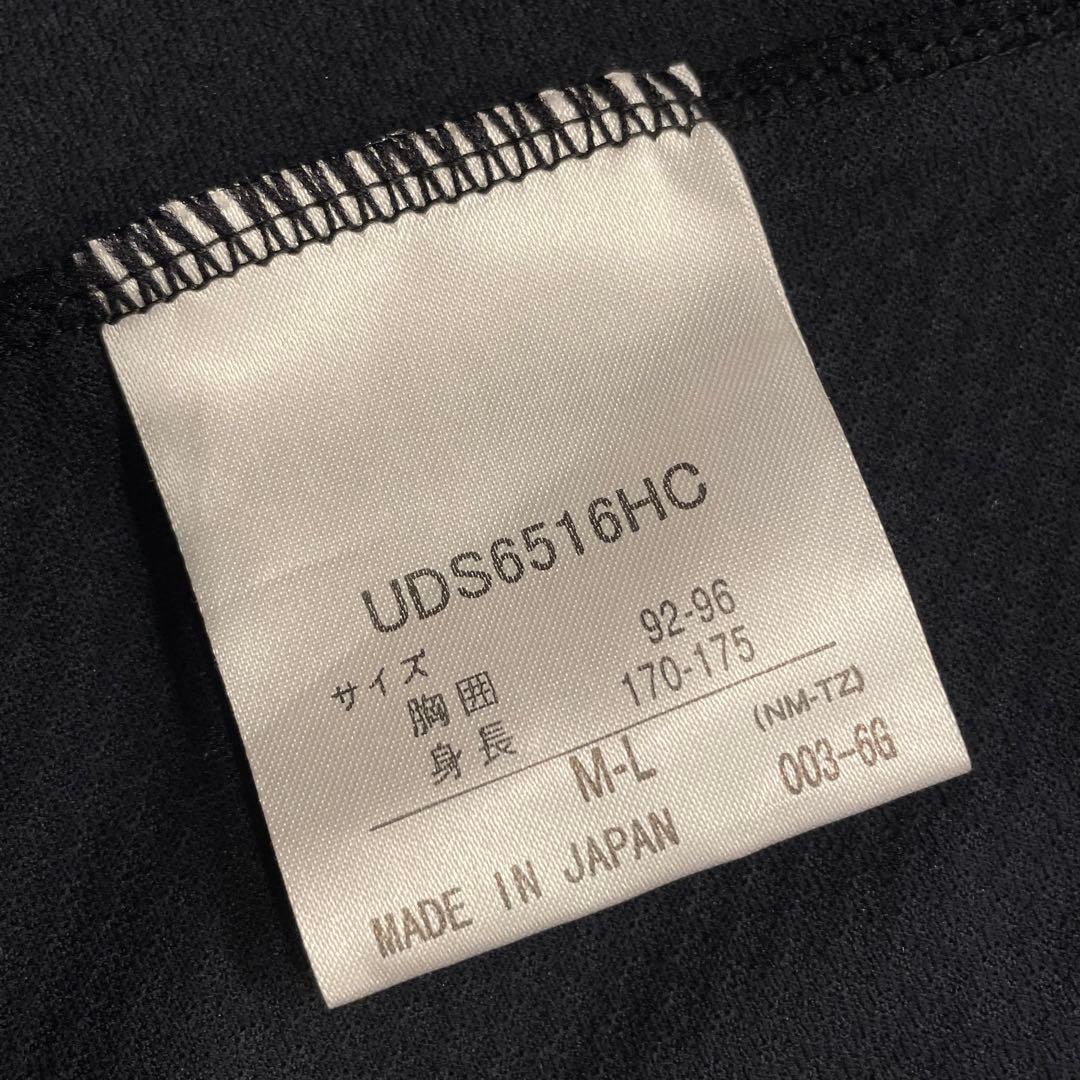 UDS6516HC
サイズ
胸囲 92-96
身長 170-175
M-L (NM-TZ)
003-6G
MADE IN JAPAN